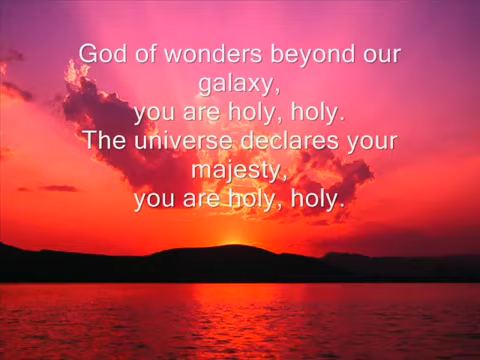 God of wonders beyond our
galaxy,
you are holy, holy.
The universe declares your
majesty,
you are holy, holy.